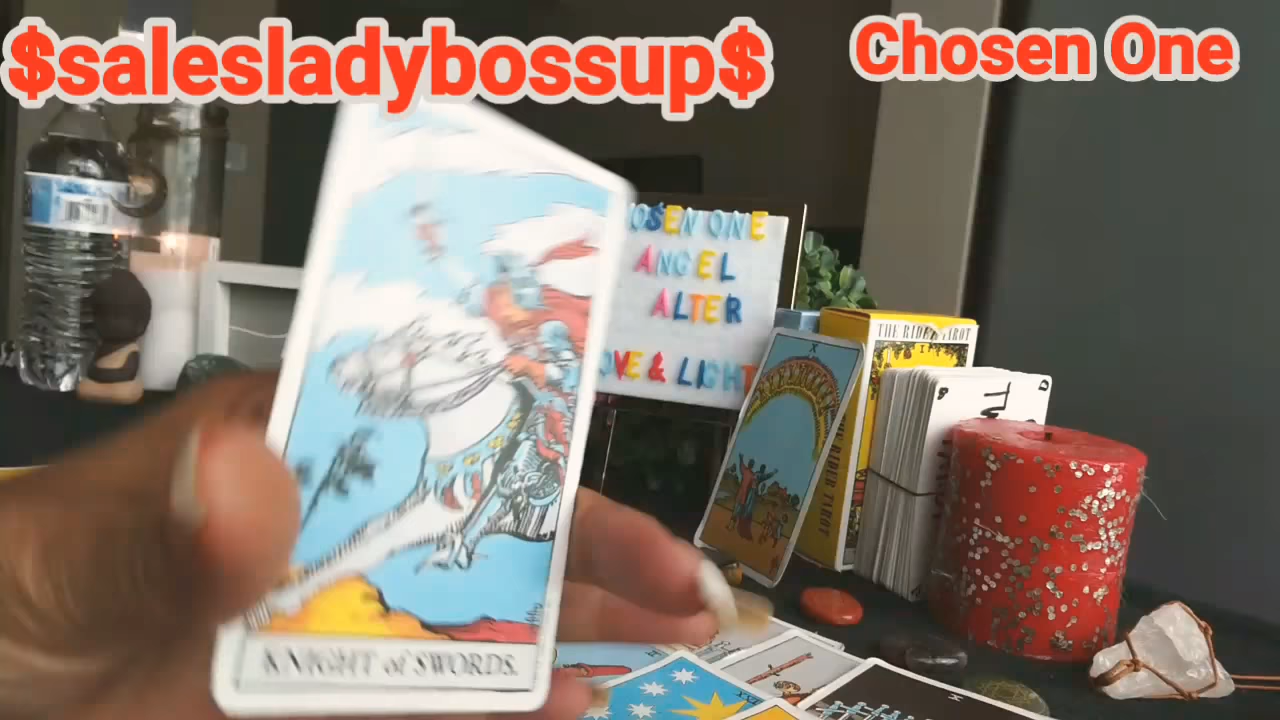 $salesladybossup$
Chosen One
OSEN ONE
ANGEL
ALTER
OVE & LIGHT
THE RIDER TAROT
X
THE RIDER TAROT
KNIGHT of SWORDS.